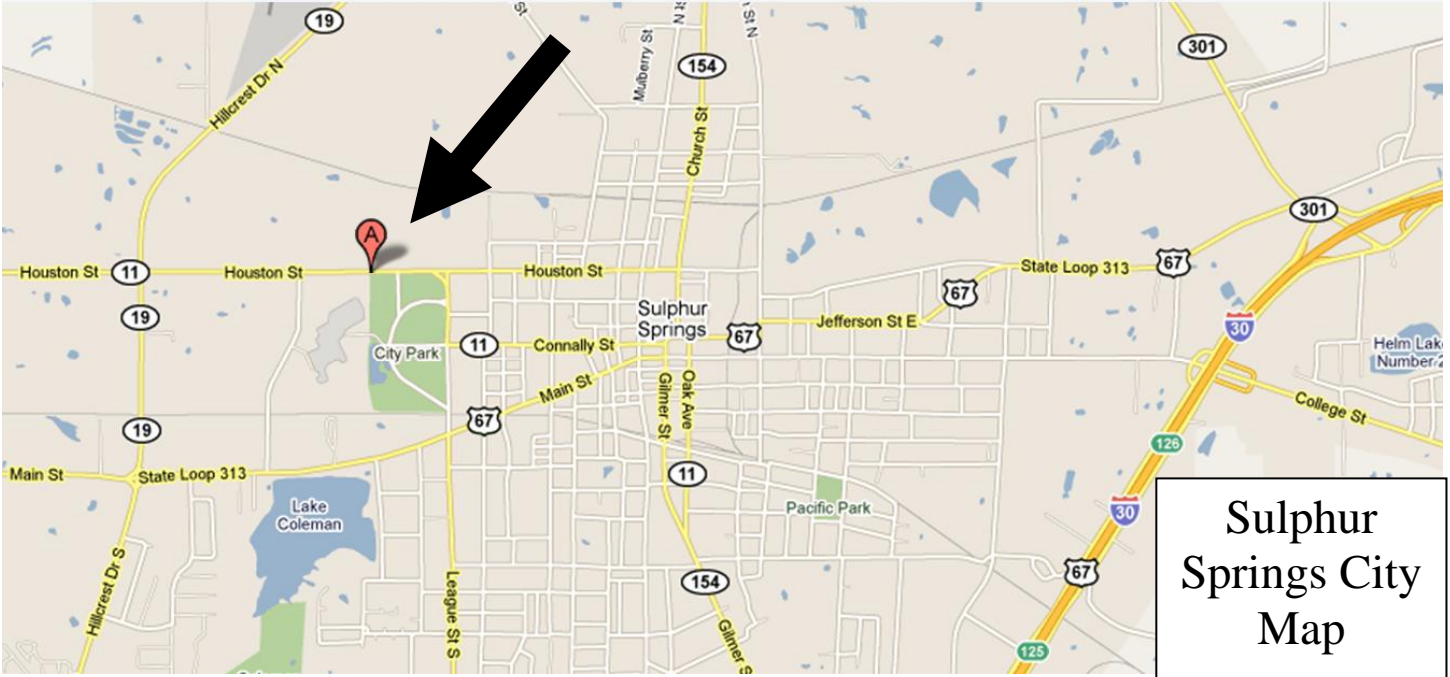 19
Hillcrest Dr N
St
St N
St N
Mulberry St
154
Church St
301
301
A
Houston St
11
Houston St
Houston St
State Loop 313
67
67
19
Sulphur
Springs
67
Jefferson St E
30
City Park
11
Connally St
Helm Lake
Number 2
Main St
Gilmer St
Oak Ave
College St
67
19
126
Main St
State Loop 313
11
Lake
Coleman
Pacific Park
30
Sulphur
Springs City
Map
67
154
Hillcrest Dr S
League St S
Gilmer S
125